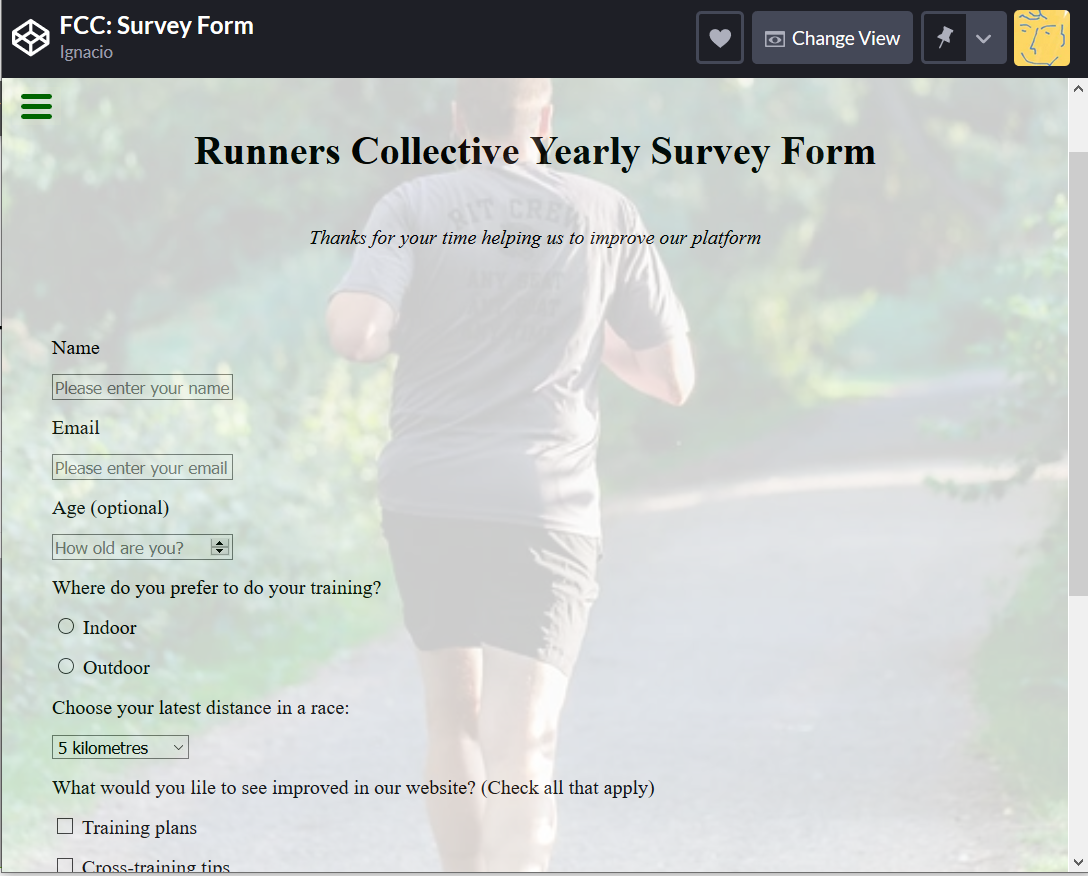 FCC: Survey Form
Ignacio
Change View
Runners Collective Yearly Survey Form
BIT CREW
Thanks for your time helping us to improve our platform
Name
Please enter your name
Email
Please enter your email
Age (optional)
How old are you?
Where do you prefer to do your training?
Indoor
Outdoor
Choose your latest distance in a race:
5 kilometres
What would you lile to see improved in our website? (Check all that apply)
Training plans
Cross-training tips